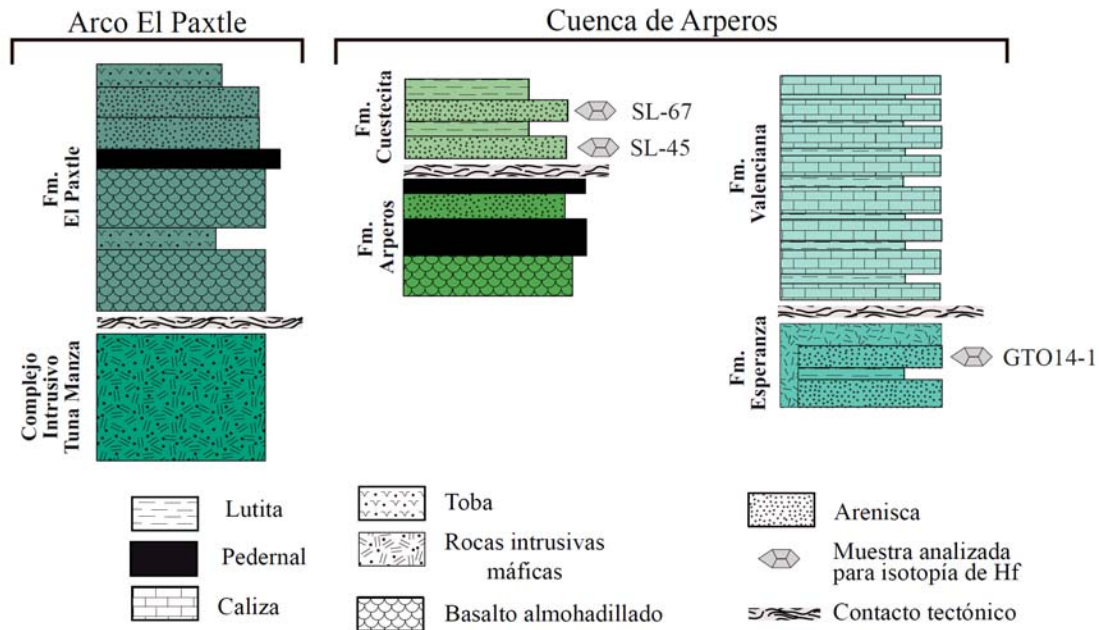 Arco El Paxtle
Cuenca de Arperos
Fm.
El Paxtle
Complejo
Intrusivo
Tuna Manza
Fm.
Cuestecita
SL-67
SL-45
Fm.
Arperos
Fm.
Valenciana
Fm.
Esperanza
GTO14-1
Lutita
Pedernal
Caliza
Toba
Rocas intrusivas
máficas
Basalto almohadillado
Arenisca
Muestra analizada
para isotopía de Hf
Contacto tectónico